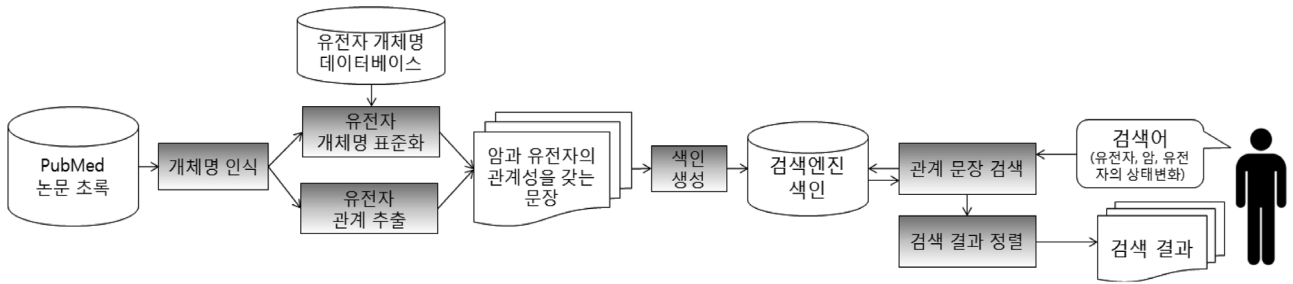 유전자 개체명
데이터베이스
PubMed
논문 초록
개체명 인식
유전자
개체명 표준화
유전자
관계 추출
암과 유전자의
관계성을 갖는
문장
색인
생성
검색엔진
색인
관계 문장 검색
검색어
(유전자, 암, 유전
자의 상태변화)
검색 결과 정렬
검색 결과